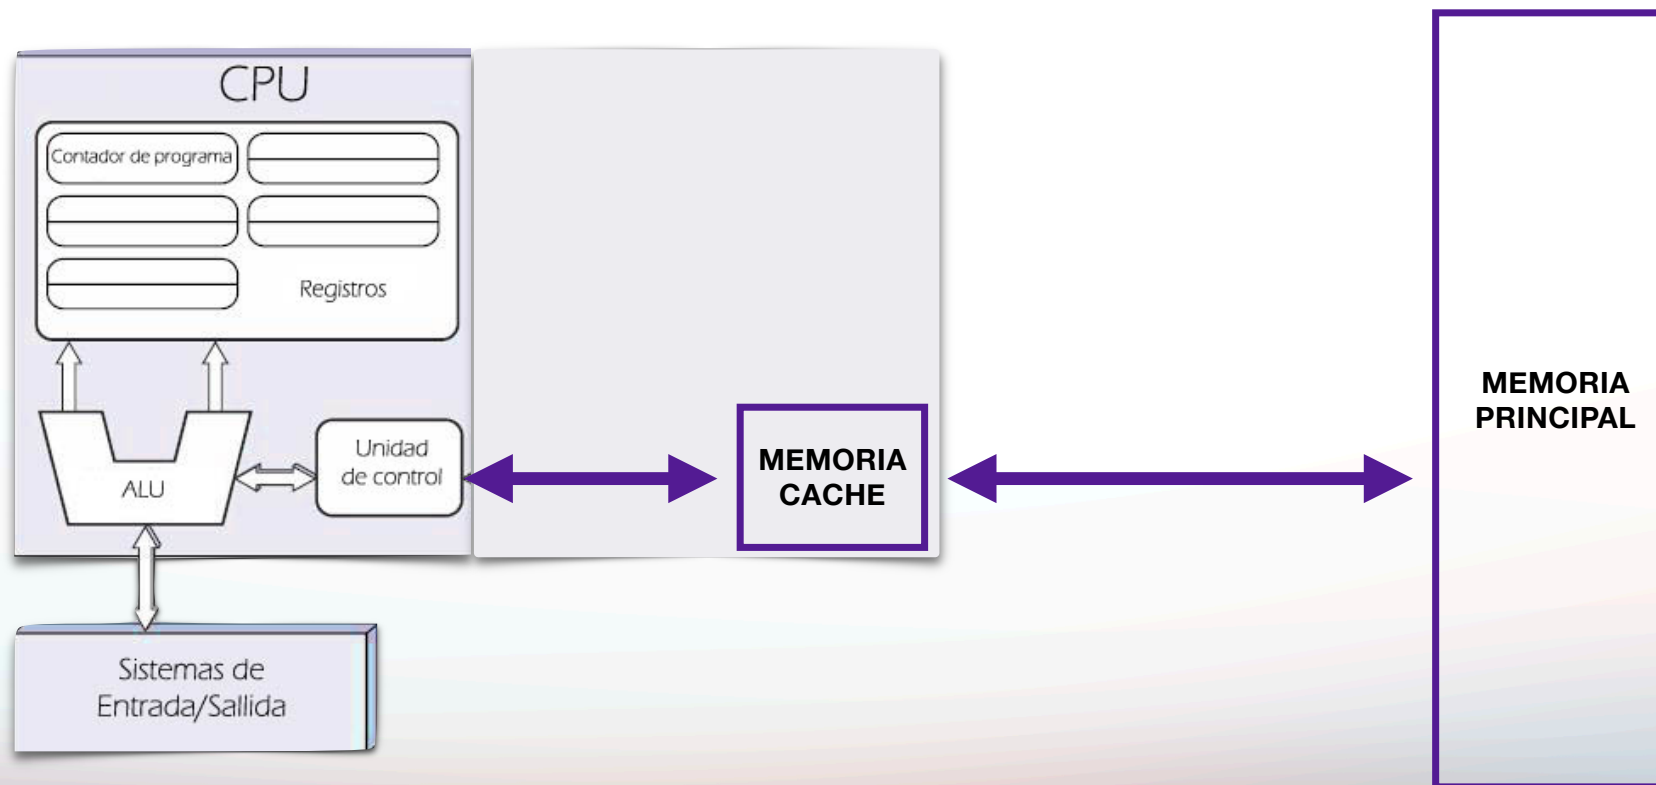 CPU
Contador de programa
Registros
Unidad
de control
ALU
MEMORIA
CACHE
MEMORIA
PRINCIPAL
Sistemas de
Entrada/Sallida